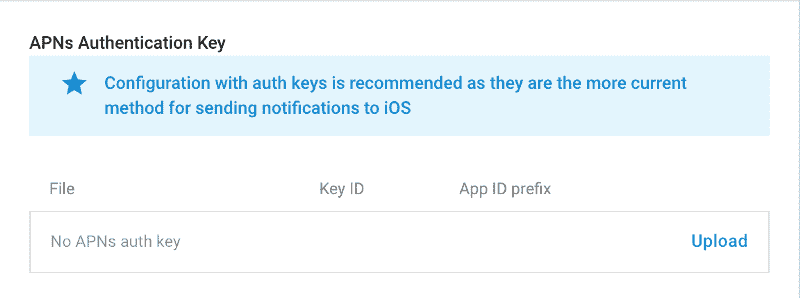 APNs Authentication Key
Configuration with auth keys is recommended as they are the more current
method for sending notifications to iOS
File Key ID App ID prefix
No APNs auth key Upload